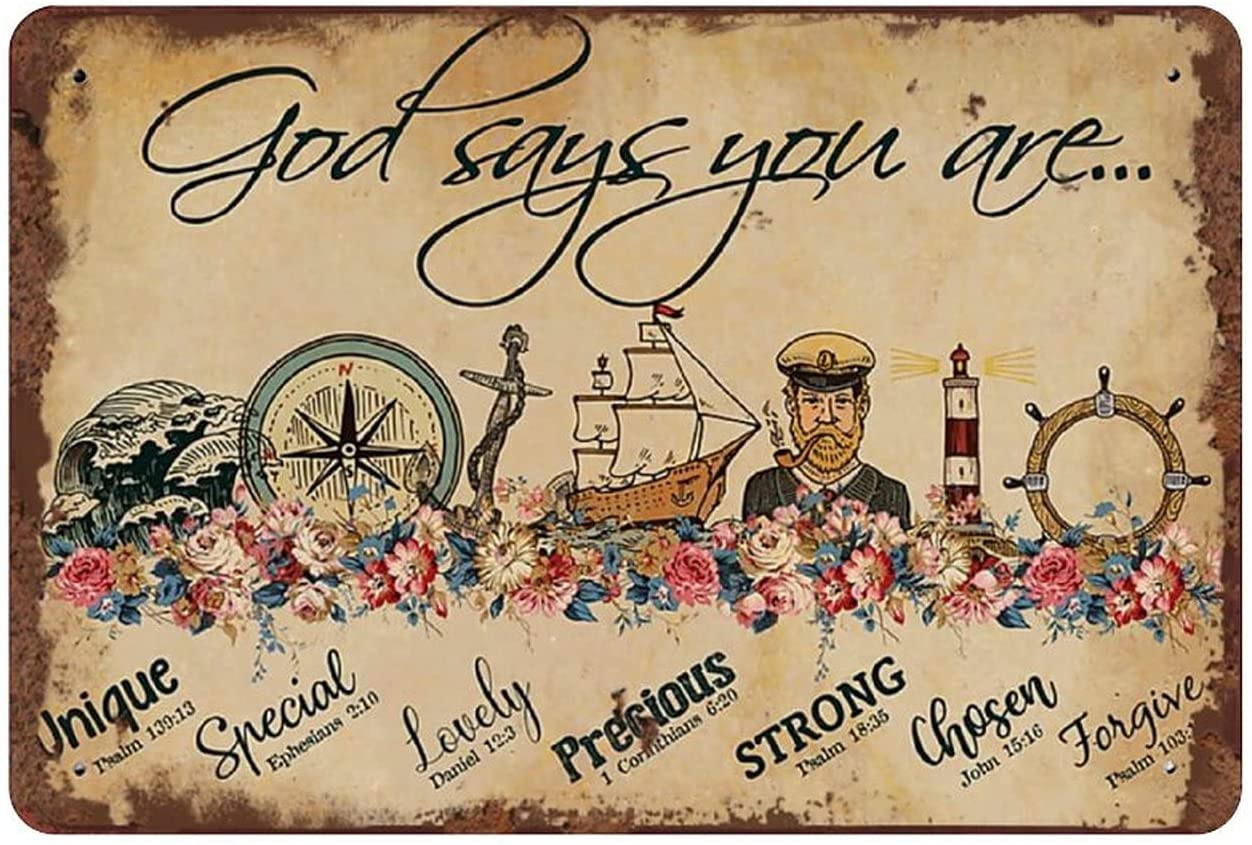 God says you are...
N
S
Unique
Psalm 139:13
Special
Ephesians 2:10
Lovely
Daniel 12:3
Precious
1 Corinthians 6:20
STRONG
Psalm 18:35
Chosen
John 15:16
Forgive
Psalm 103: